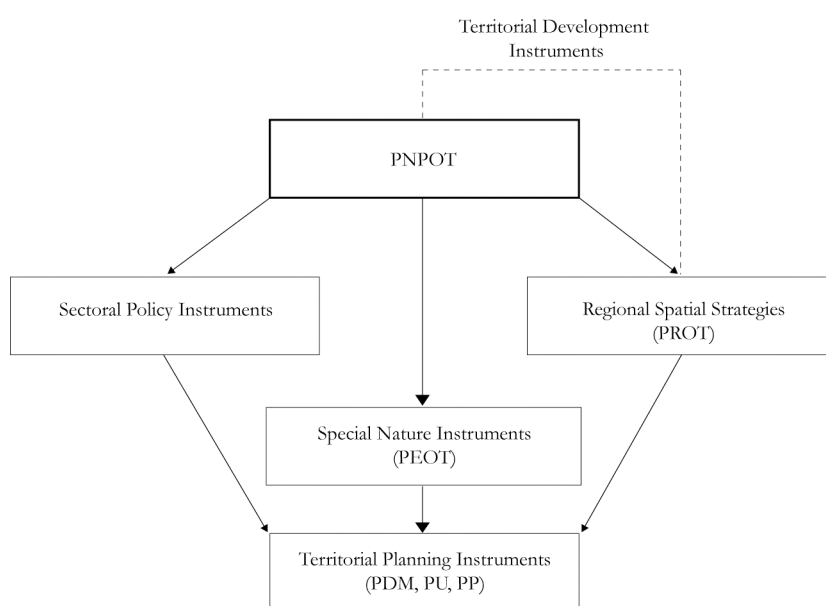 Territorial Development
Instruments
PNPOT
Sectoral Policy Instruments
Regional Spatial Strategies
(PROT)
Special Nature Instruments
(PEOT)
Territorial Planning Instruments
(PDM, PU, PP)